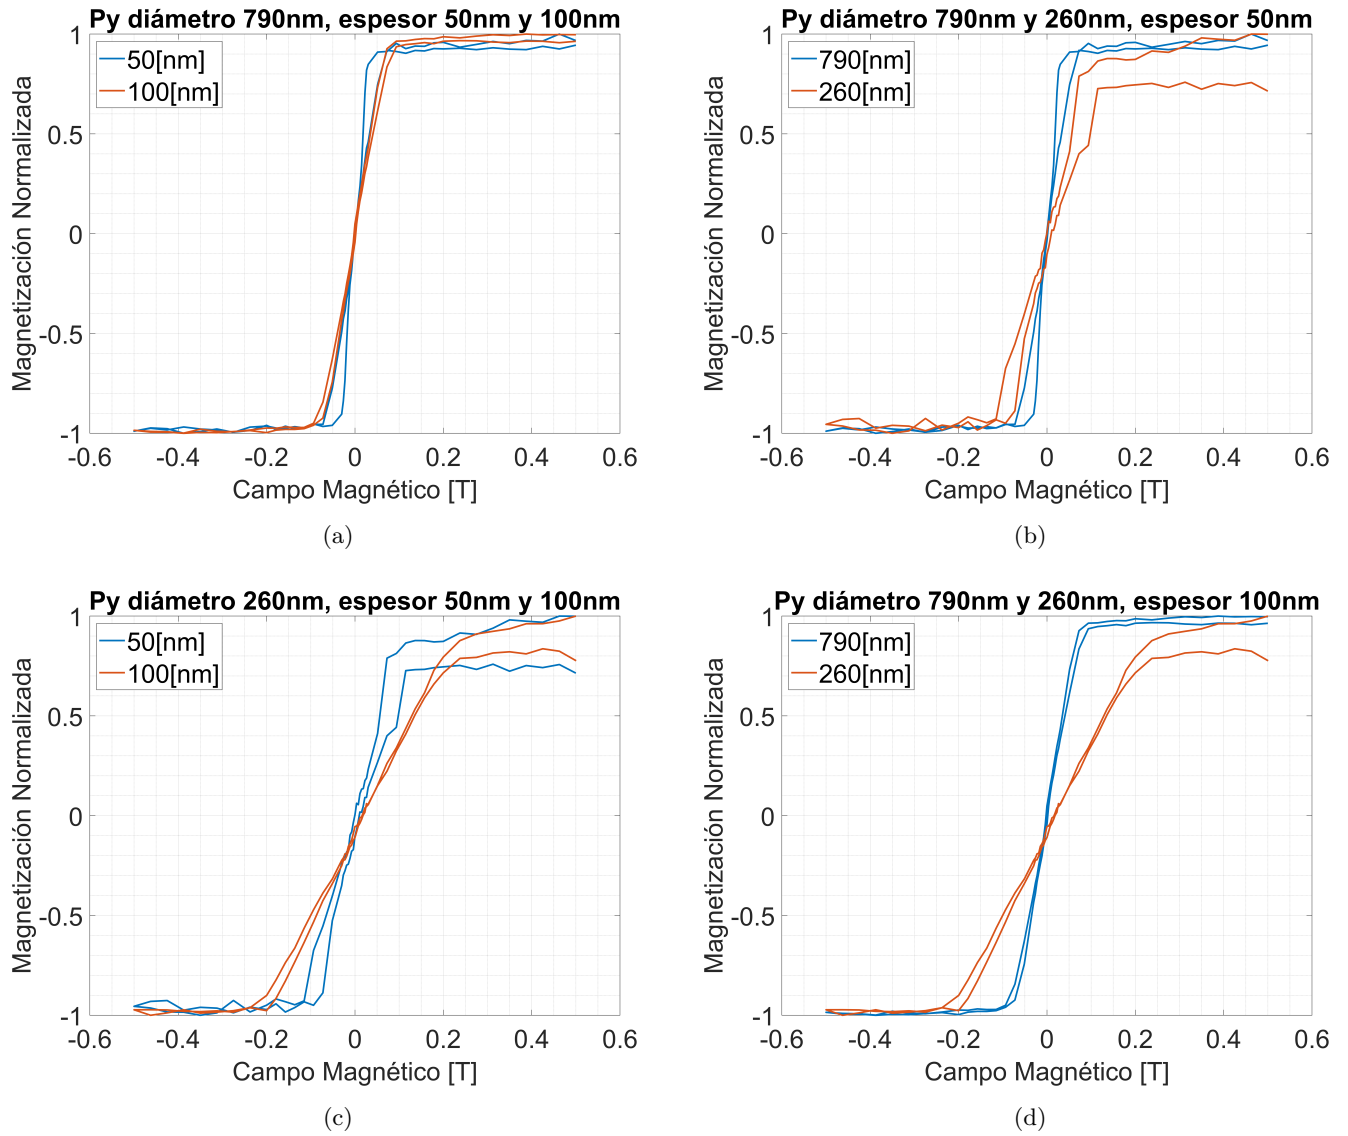 Py diámetro 790nm, espesor 50nm y 100nm
Magnetización Normalizada
1
0.5
0
-0.5
-1
50[nm]
100[nm]
-0.6 -0.4 -0.2 0 0.2 0.4 0.6
Campo Magnético [T]
(a)
Py diámetro 790nm y 260nm, espesor 50nm
Magnetización Normalizada
1
0.5
0
-0.5
-1
790[nm]
260[nm]
-0.6 -0.4 -0.2 0 0.2 0.4 0.6
Campo Magnético [T]
(b)
Py diámetro 260nm, espesor 50nm y 100nm
Magnetización Normalizada
1
0.5
0
-0.5
-1
50[nm]
100[nm]
-0.6 -0.4 -0.2 0 0.2 0.4 0.6
Campo Magnético [T]
(c)
Py diámetro 790nm y 260nm, espesor 100nm
Magnetización Normalizada
1
0.5
0
-0.5
-1
790[nm]
260[nm]
-0.6 -0.4 -0.2 0 0.2 0.4 0.6
Campo Magnético [T]
(d)